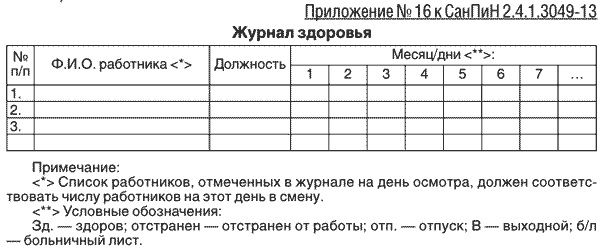 Приложение № 16 к СанПиН 2.4.1.3049-13
Журнал здоровья
№ п/п Ф.И.О. работника <*> Должность Месяц/дни <**>:
1 2 3 4 5 6 7 ...
1.
2.
3.
Примечание:
<*> Список работников, отмеченных в журнале на день осмотра, должен соответс-
твовать числу работников на этот день в смену.
<**> Условные обозначения:
Зд. — здоров; отстранен — отстранен от работы; отп. — отпуск; В — выходной; б/л
— больничный лист.